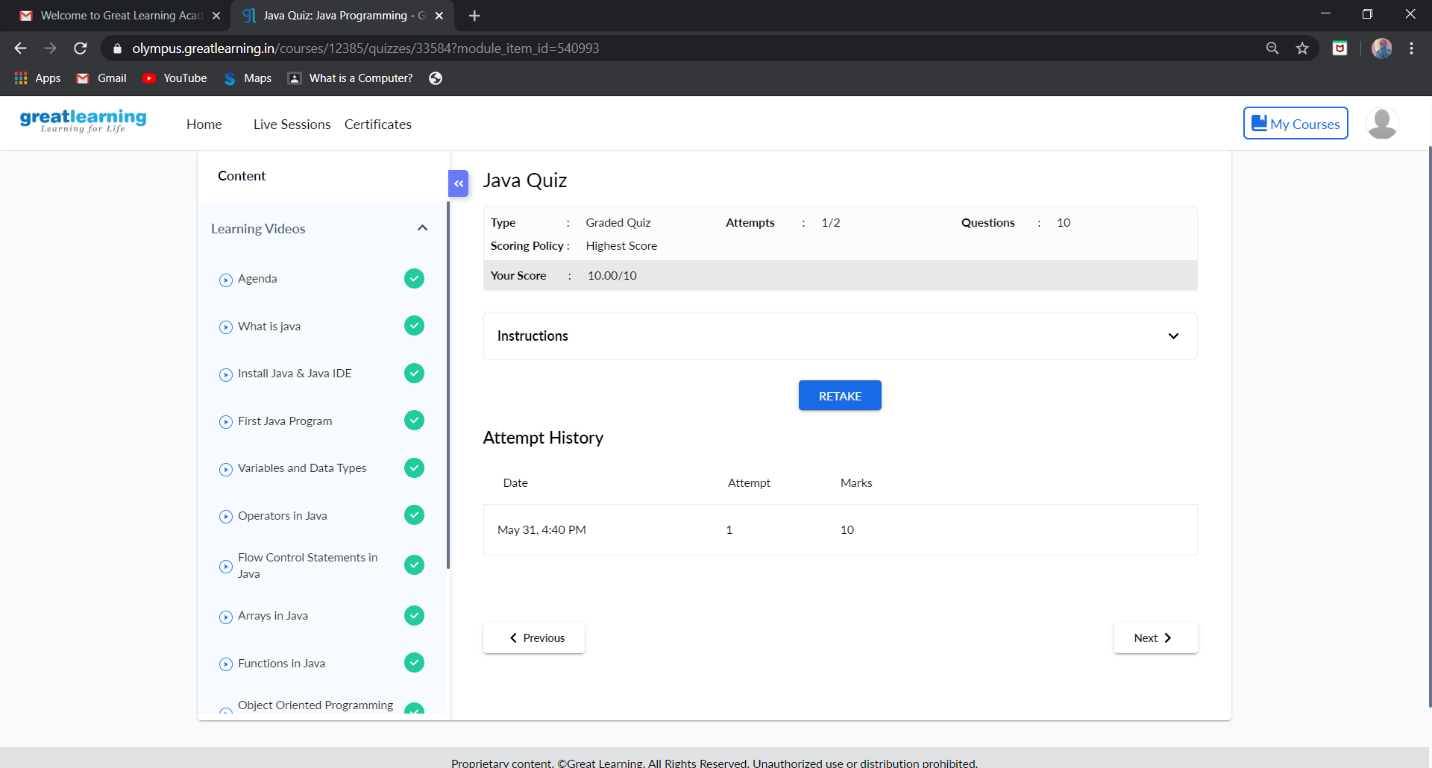 Welcome to Great Learning Acad
Java Quiz: Java Programming - G
olympus.greatlearning.in/courses/12385/quizzes/33584?module_item_id=540993
Apps Gmail YouTube Maps What is a Computer?
greatlearning
Learning for Life
Home Live Sessions Certificates
My Courses
Content
Learning Videos
Agenda
What is java
Install Java & Java IDE
First Java Program
Variables and Data Types
Operators in Java
Flow Control Statements in
Java
Arrays in Java
Functions in Java
Object Oriented Programming
Java Quiz
Type : Graded Quiz Attempts : 1/2 Questions : 10
Scoring Policy : Highest Score
Your Score : 10.00/10
Instructions
RETAKE
Attempt History
Date Attempt Marks
May 31, 4:40 PM 1 10
Previous Next
Proprietary content. ©Great Learning. All Rights Reserved. Unauthorized use or distribution prohibited.